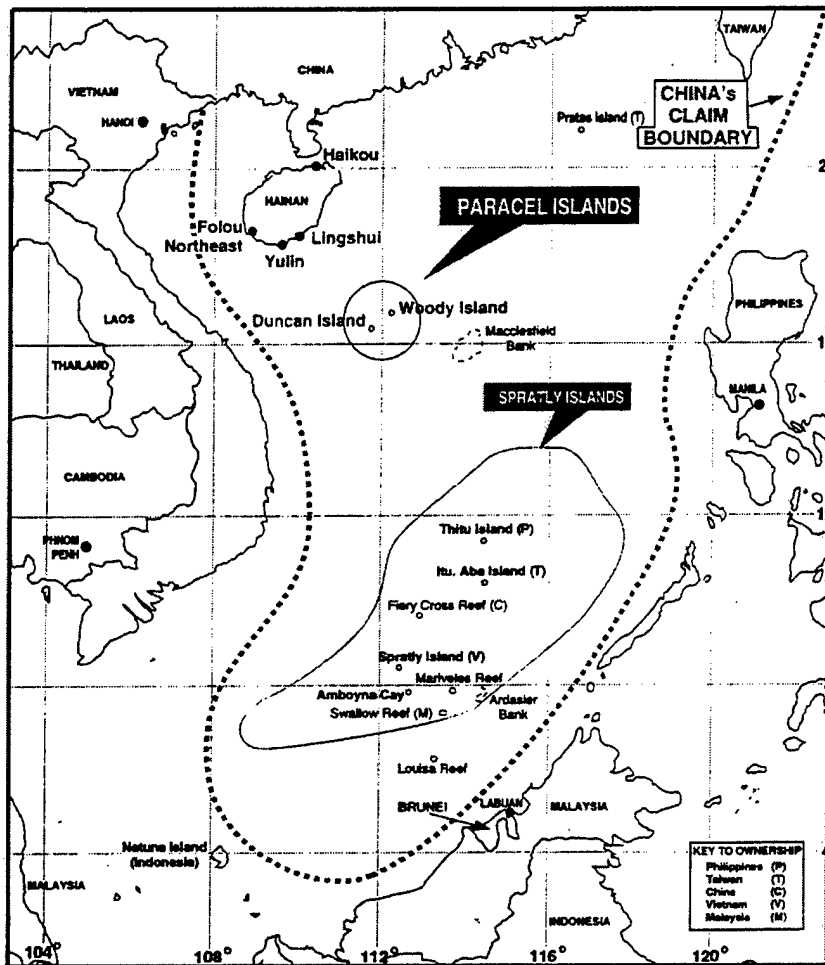 TAIWAN
CHINA
VIETNAM
HANOI
CHINA's
CLAIM
BOUNDARY
Pratas Island (T)
Haikou
HAINAN
PARACEL ISLANDS
Folou
Northeast
Lingshui
Yulin
LAOS
PHILIPPINES
Woody Island
Duncan Island
Macclesfield
Bank
THAILAND
MANILA
SPRATLY ISLANDS
CAMBODIA
Thitu Island (P)
PHNOM
PENH
Itu. Aba Island (T)
Fiery Cross Reef (C)
Spratly Island (V)
Mariveles Reef
Amboyna Cay
Ardasier
Bank
Swallow Reef (M)
Louisa Reef
BRUNEI
LABUAN
MALAYSIA
Natuna Island
(Indonesia)
MALAYSIA
INDONESIA
KEY TO OWNERSHIP
Philippines (P)
Taiwan (T)
China (C)
Vietnam (V)
Malaysia (M)
104° 108° 112° 116° 120°